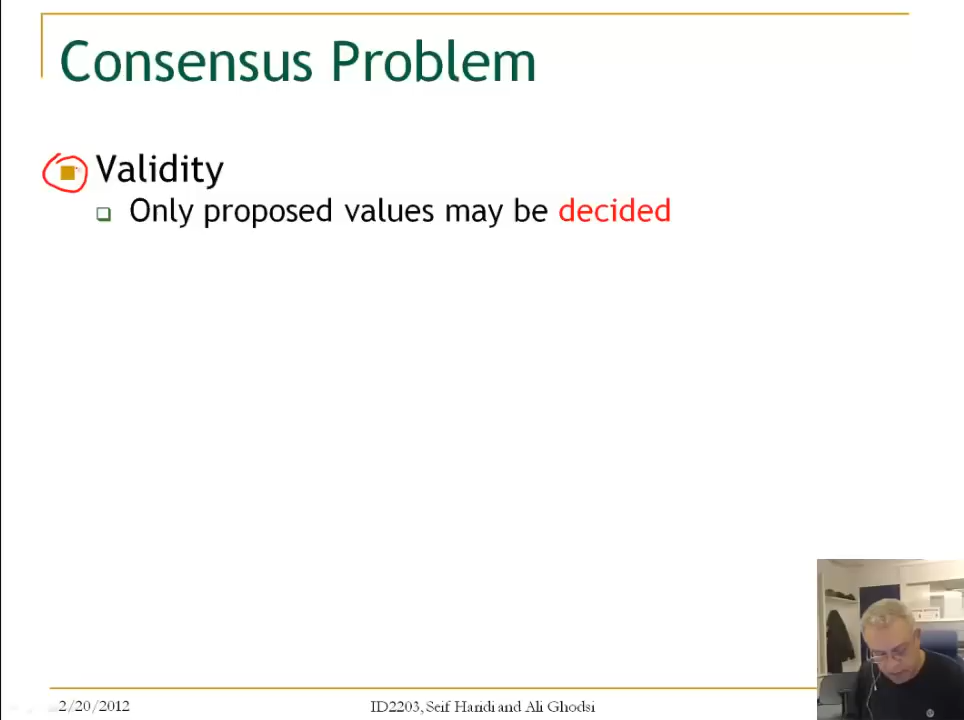 Consensus Problem
Validity
Only proposed values may be decided
2/20/2012
ID2203, Seif Haridi and Ali Ghodsi